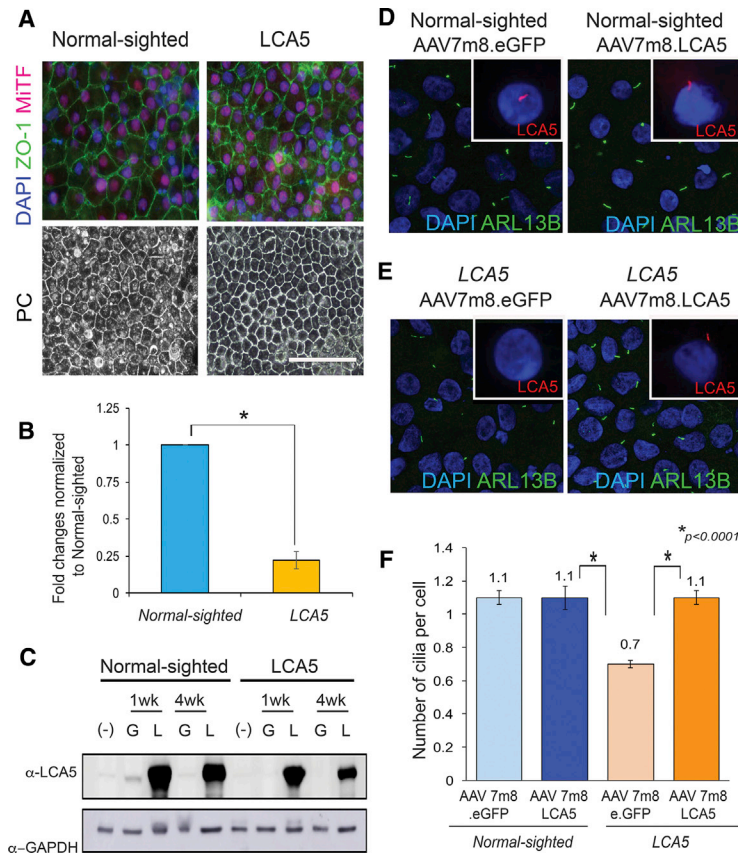 A
Normal-sighted LCA5
DAPI ZO-1 MiTF
PC
B
Fold changes normalized
to Normal-sighted
1
0.75
0.5
0.25
0
*
Normal-sighted LCA5
C
Normal-sighted LCA5
1wk 4wk 1wk 4wk
(-) G L G L (-) G L G L
α-LCA5
α-GAPDH
D
Normal-sighted Normal-sighted
AAV7m8.eGFP AAV7m8.LCA5
LCA5 LCA5
DAPI ARL13B DAPI ARL13B
E
LCA5 LCA5
AAV7m8.eGFP AAV7m8.LCA5
LCA5 LCA5
DAPI ARL13B DAPI ARL13B
F
*p<0.0001
Number of cilia per cell
1.4
1.2
1
0.8
0.6
0.4
0.2
0
1.1 1.1 * 0.7 * 1.1
AAV 7m8 AAV 7m8 AAV 7m8 AAV 7m8
.eGFP LCA5 e.GFP LCA5
Normal-sighted LCA5